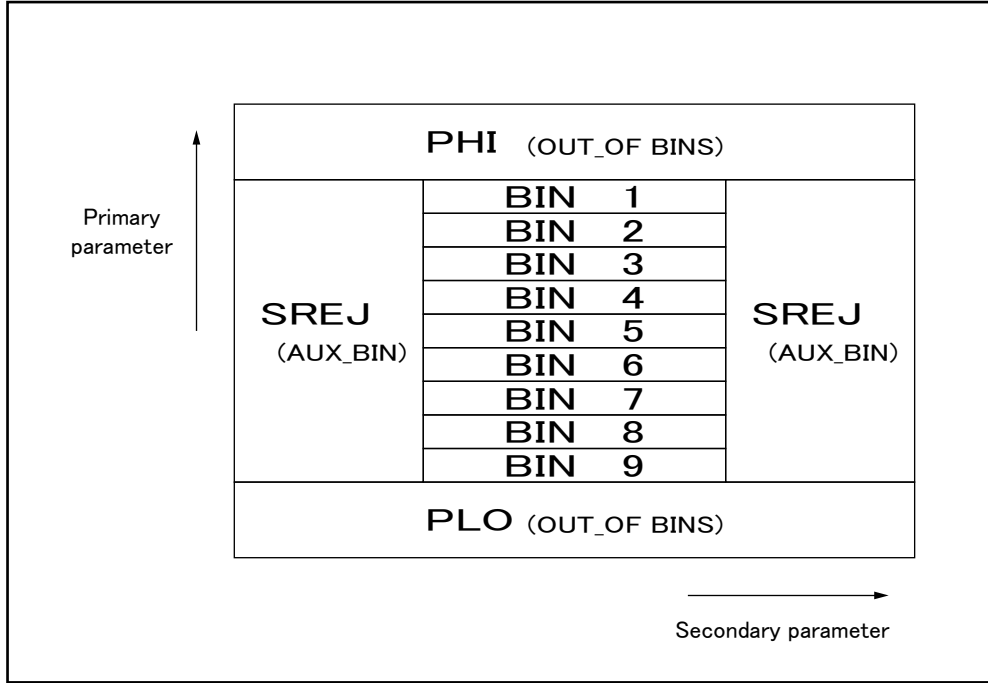 PHI (OUT_OF BINS)
Primary
parameter
BIN 1
BIN 2
BIN 3
BIN 4
BIN 5
BIN 6
BIN 7
BIN 8
BIN 9
SREJ
(AUX_BIN)
SREJ
(AUX_BIN)
PLO (OUT_OF BINS)
Secondary parameter